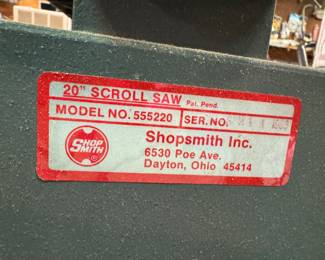 20" SCROLL SAW Pat. Pend.
MODEL NO. 555220 SER. NO.
SHOP
SMITH
Shopsmith Inc.
6530 Poe Ave.
Dayton, Ohio 45414